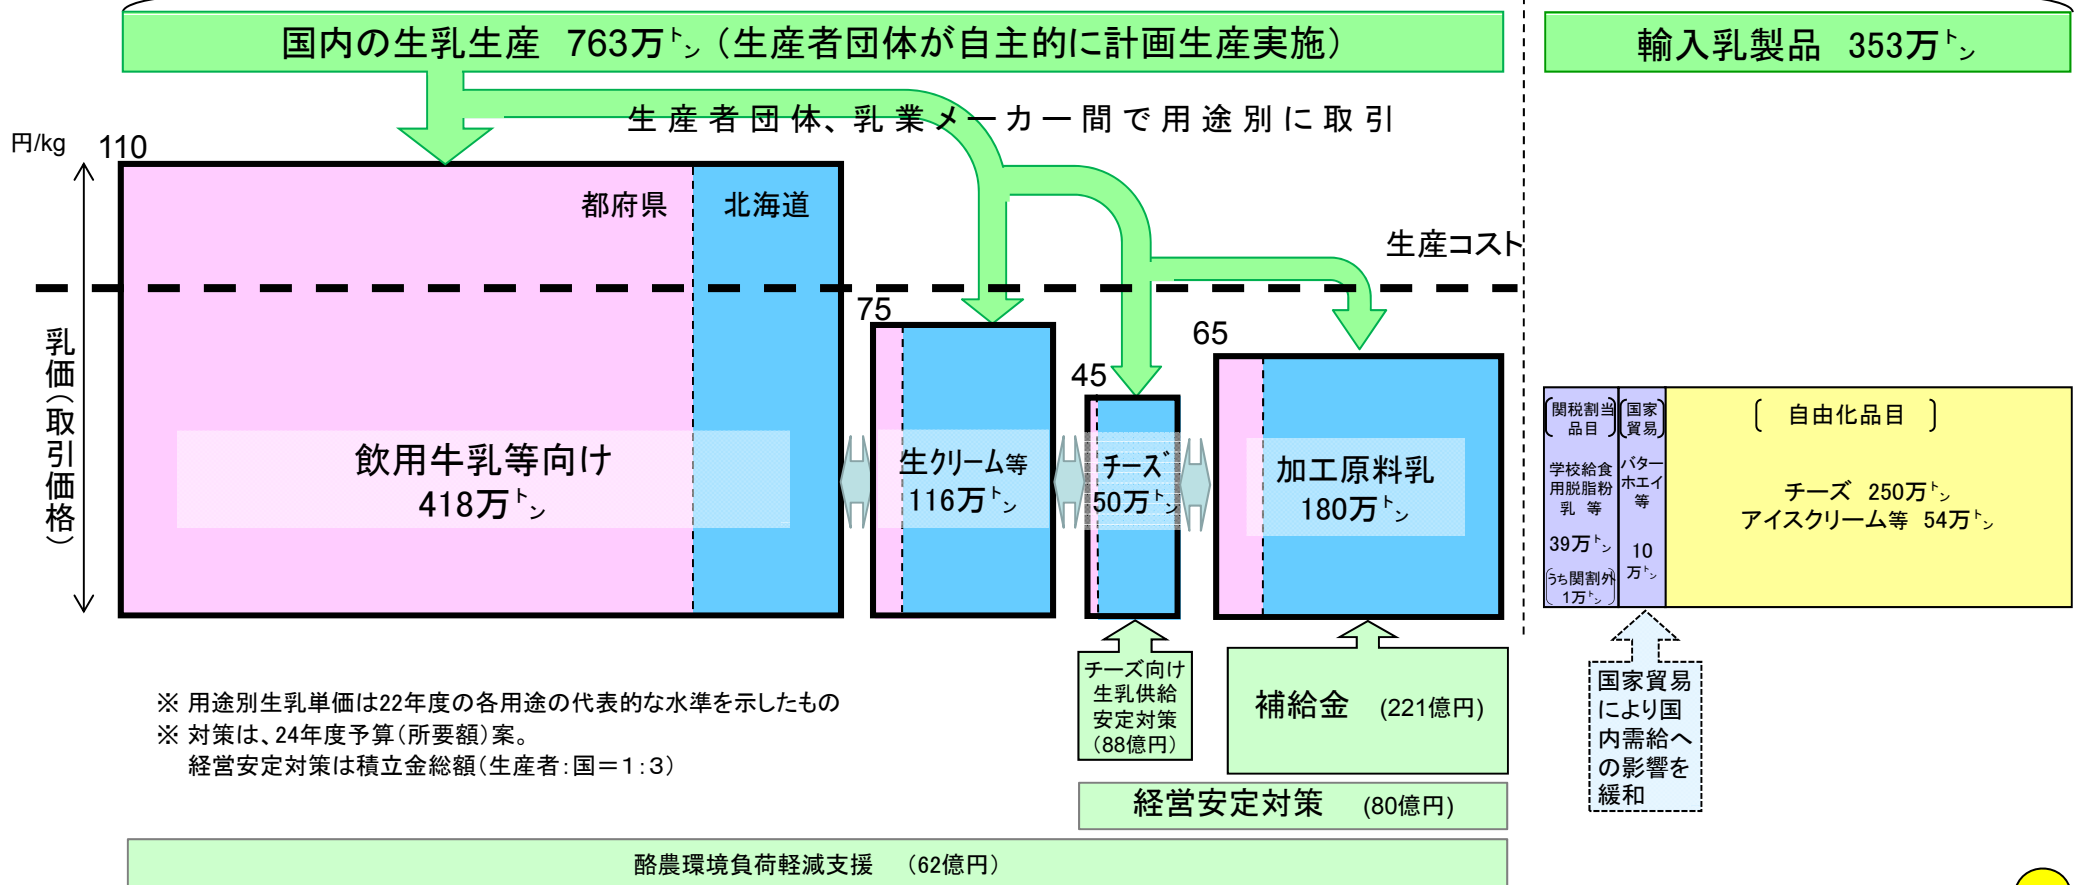 国内の生乳生産 763万トン（生産者団体が自主的に計画生産実施）
輸入乳製品 353万トン
生産者団体、乳業メーカー間で用途別に取引
円/kg
110
都府県
北海道
生産コスト
75
65
45
乳価（取引価格）
飲用牛乳等向け
418万トン
生クリーム等
116万トン
チーズ
50万トン
加工原料乳
180万トン
〔関税割当
品目〕
学校給食
用脱脂粉
乳 等
39万トン
〔うち関割外
1万トン〕
〔国家
貿易〕
バター
ホエイ
等
10
万トン
〔 自由化品目 〕
チーズ 250万トン
アイスクリーム等 54万トン
チーズ向け
生乳供給
安定対策
（88億円）
補給金 (221億円)
国家貿易
により国
内需給へ
の影響を
緩和
※ 用途別生乳単価は22年度の各用途の代表的な水準を示したもの
※ 対策は、24年度予算（所要額）案。
経営安定対策は積立金総額（生産者：国＝１：３）
経営安定対策 (80億円)
酪農環境負荷軽減支援 （62億円）